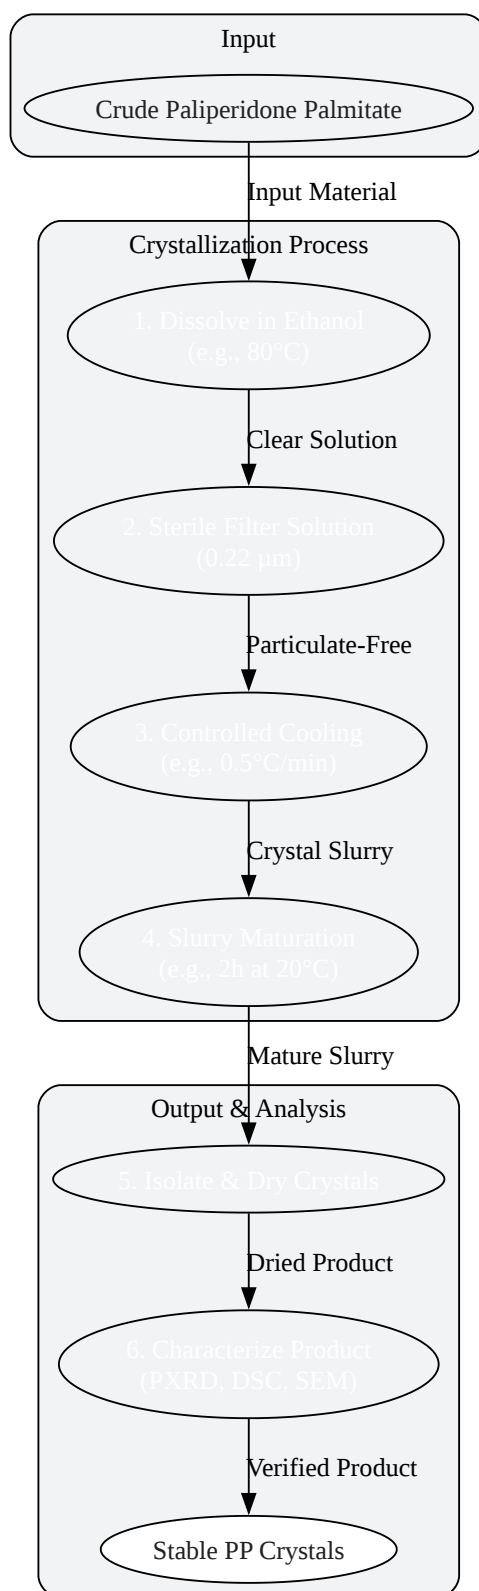 Input
Crude Paliperidone Palmitate
Input Material
Crystallization Process
1. Dissolve in Ethanol
(e.g., 80°C)
Clear Solution
2. Sterile Filter Solution
(0.22 µm)
Particulate-Free
3. Controlled Cooling
(e.g., 0.5°C/min)
Crystal Slurry
4. Slurry Maturation
(e.g., 2h at 20°C)
Mature Slurry
Output & Analysis
5. Isolate & Dry Crystals
Dried Product
6. Characterize Product
(PXRD, DSC, SEM)
Verified Product
Stable PP Crystals